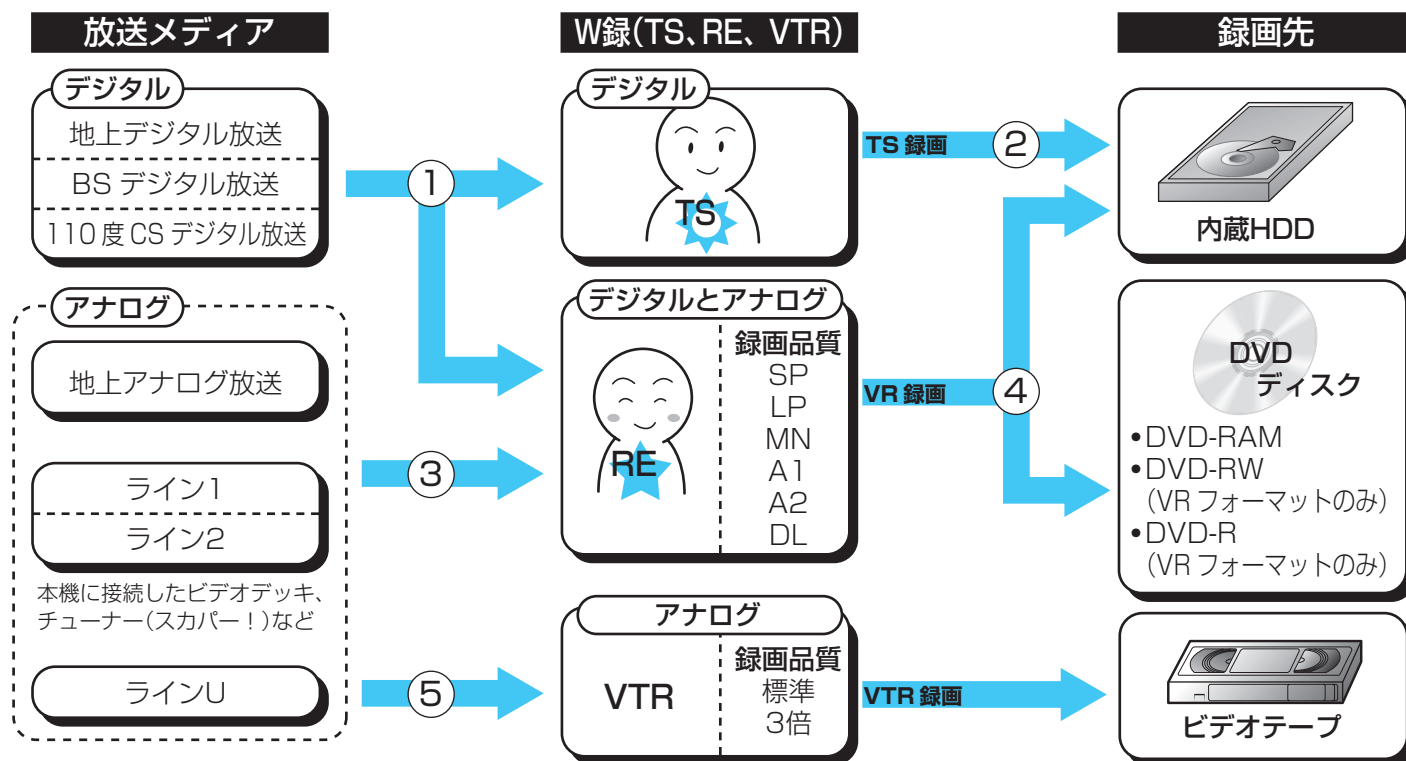 放送メディア
デジタル
地上デジタル放送
BS デジタル放送
110度CSデジタル放送
アナログ
地上アナログ放送
ライン1
ライン2
本機に接続したビデオデッキ、
チューナー(スカパー!)など
ラインU
①
③
⑤
W録(TS、RE、VTR)
デジタル
TS
デジタルとアナログ
RE
録画品質
SP
LP
MN
A1
A2
DL
アナログ
VTR
録画品質
標準
3倍
TS 録画
②
VR 録画
④
VTR 録画
録画先
内蔵HDD
DVD
ディスク
•DVD-RAM
•DVD-RW
(VR フォーマットのみ)
•DVD-R
(VR フォーマットのみ)
ビデオテープ